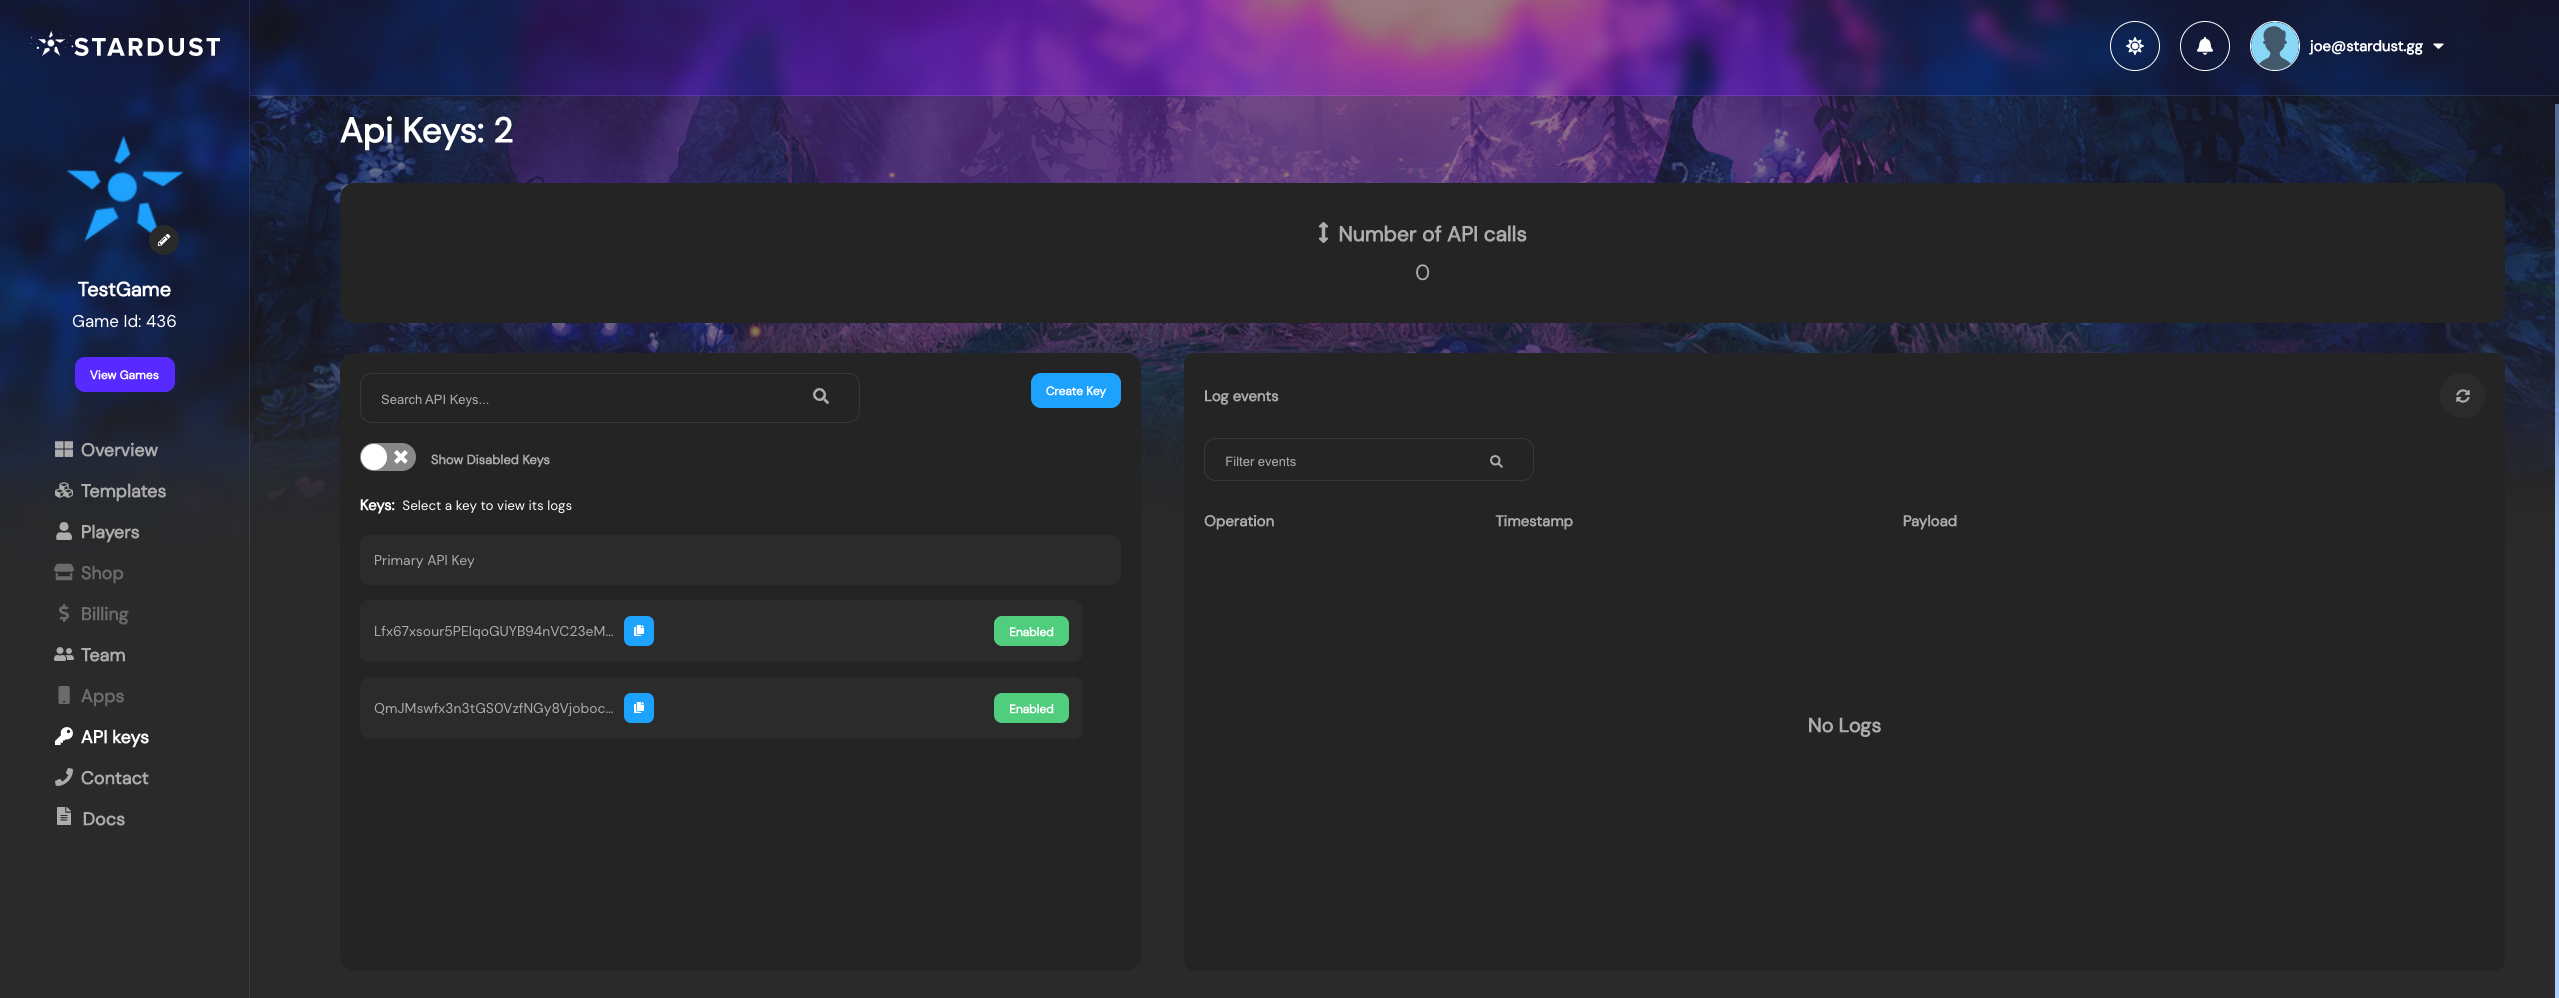 STARDUST
joe@stardust.gg
TestGame
Game Id: 436
View Games
Overview
Templates
Players
Shop
Billing
Team
Apps
API keys
Contact
Docs
Api Keys: 2
Number of API calls
0
Search API Keys...
Create Key
Show Disabled Keys
Keys: Select a key to view its logs
Primary API Key
Lfx67xsour5PElqoGUYB94nVC23eM...
Enabled
QmJMswfx3n3tGS0VzfNGy8Vjoboc...
Enabled
Log events
Filter events
Operation Timestamp Payload
No Logs